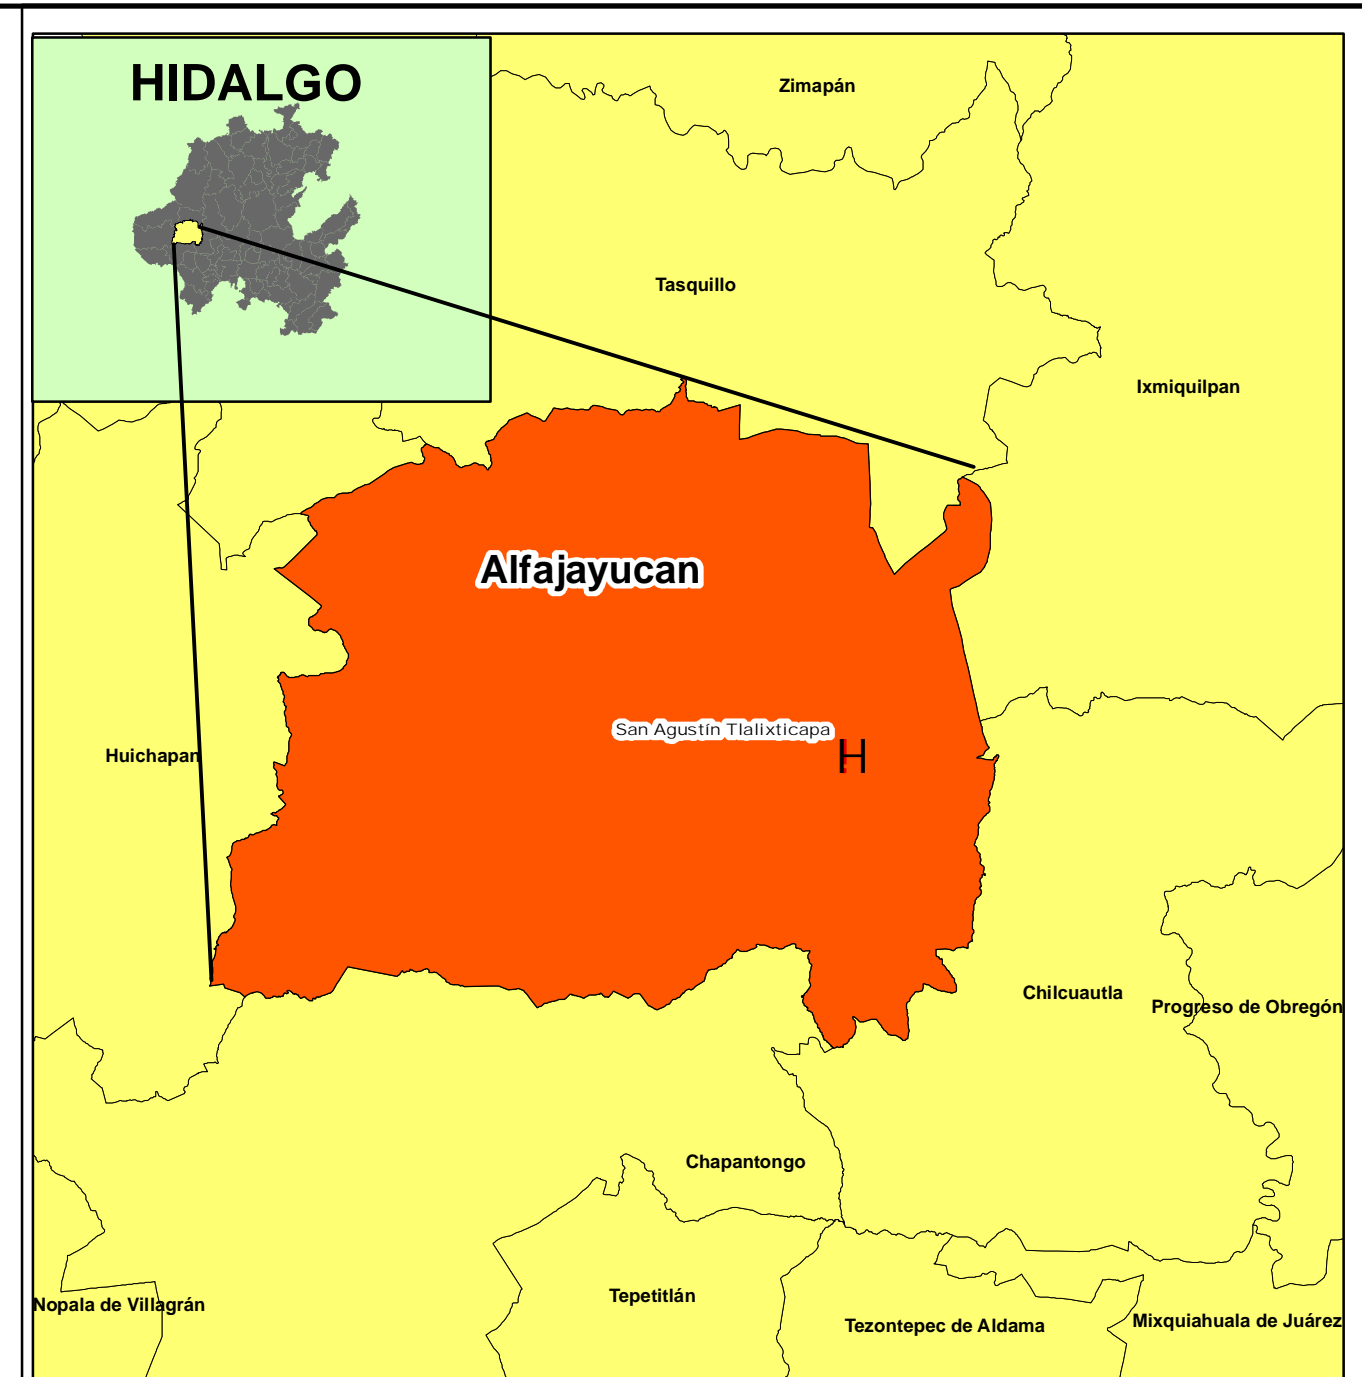 HIDALGO
Zimapán
Tasquillo
Ixmiquilpan
Alfajayucan
San Agustín Tlalixticapa
Huichapan
H
Chilcuautla
Progreso de Obregón
Chapantongo
Tepetitlán
Nopala de Villagrán
Tezontepec de Aldama
Mixquiahuala de Juárez